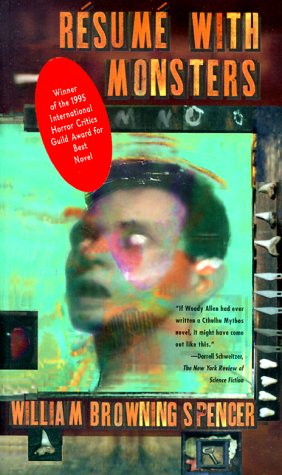 RÉSUMÉ WITH
MONSTERS
Winner
of the 1995
International
Horror Critics
Guild Award for
Best
Novel
M N O
"If Woody Allen had ever
written a Cthulhu Mythos
novel, it might have come
out like this."
—Darrell Schweitzer,
The New York Review of
Science Fiction
WILLIAM BROWNING SPENCER